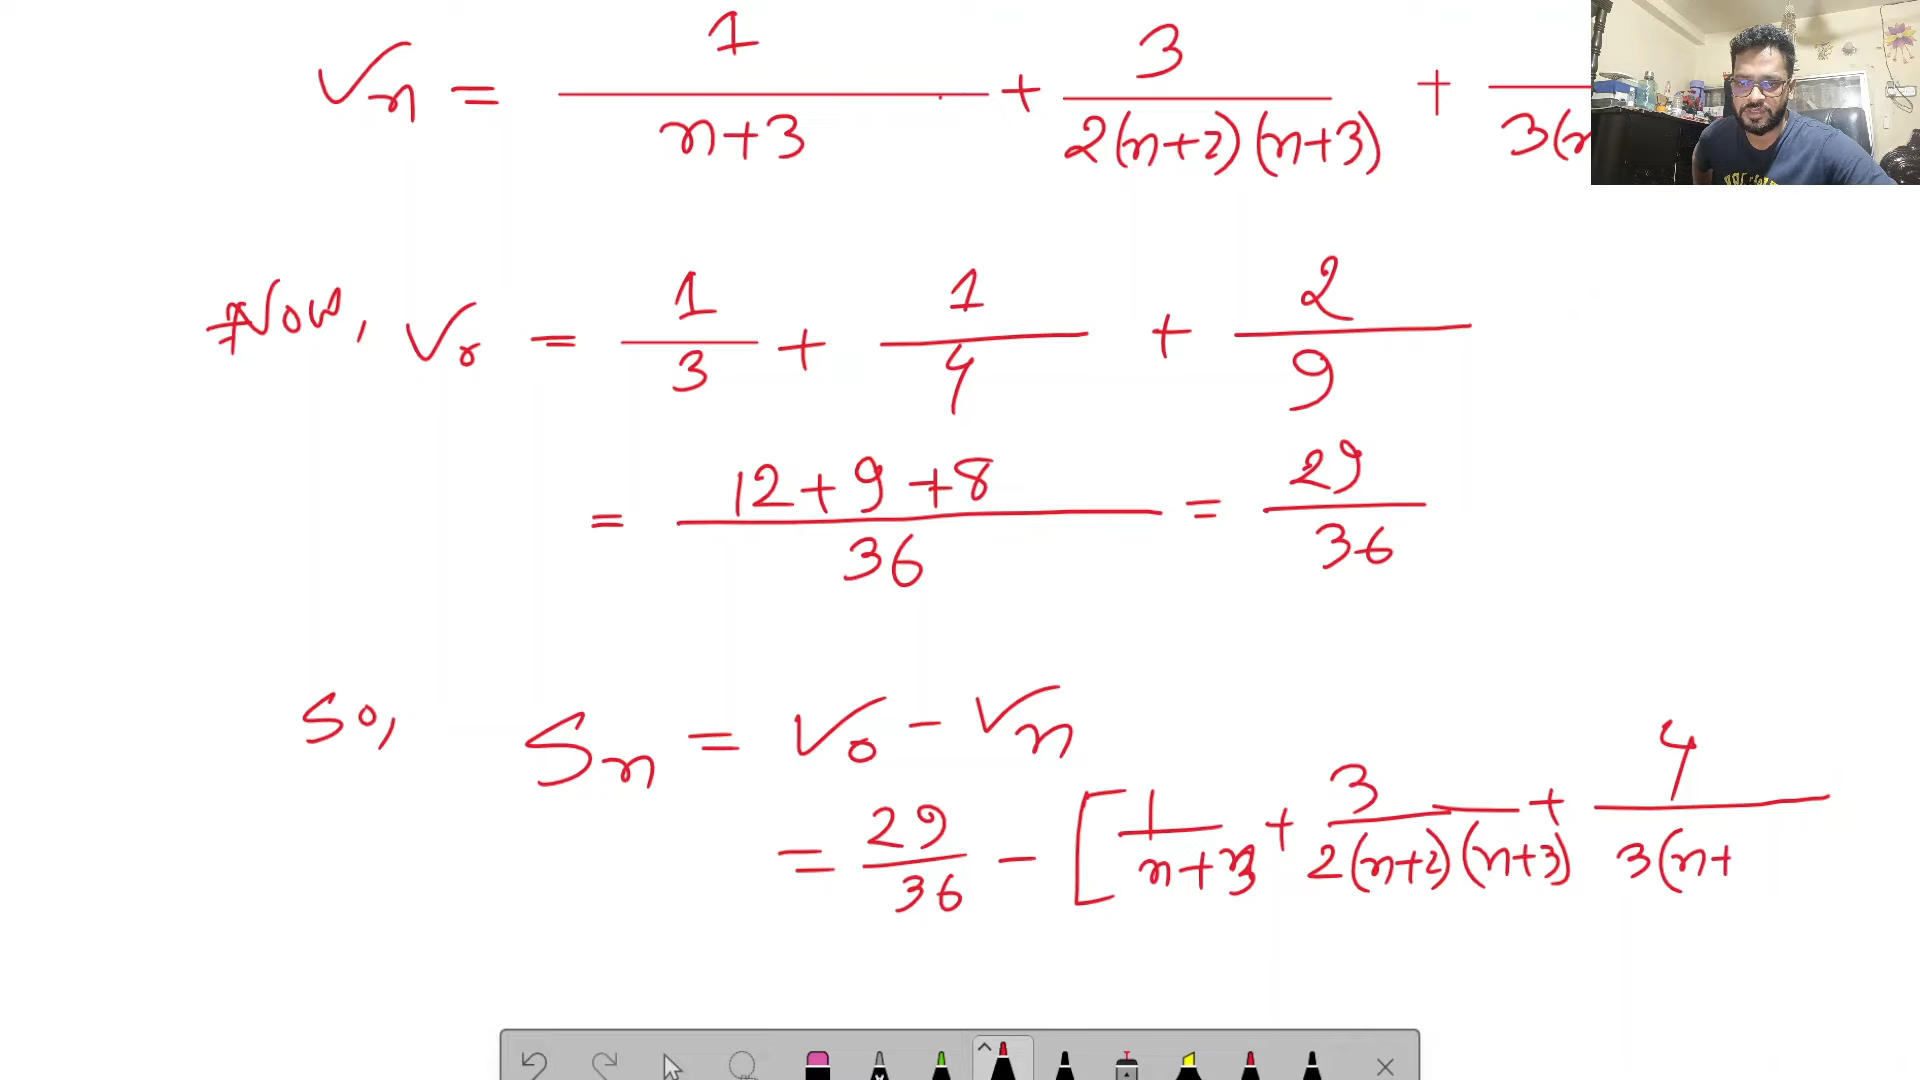 Vn = 1/(n+3) + 3/(2(n+2)(n+3)) + /3(n
Now, V0 = 1/3 + 1/4 + 2/9
= (12+9+8)/36 = 29/36
So, Sn = V0 - Vn
= 29/36 - [1/(n+3) + 3/(2(n+2)(n+3)) + 4/(3(n+